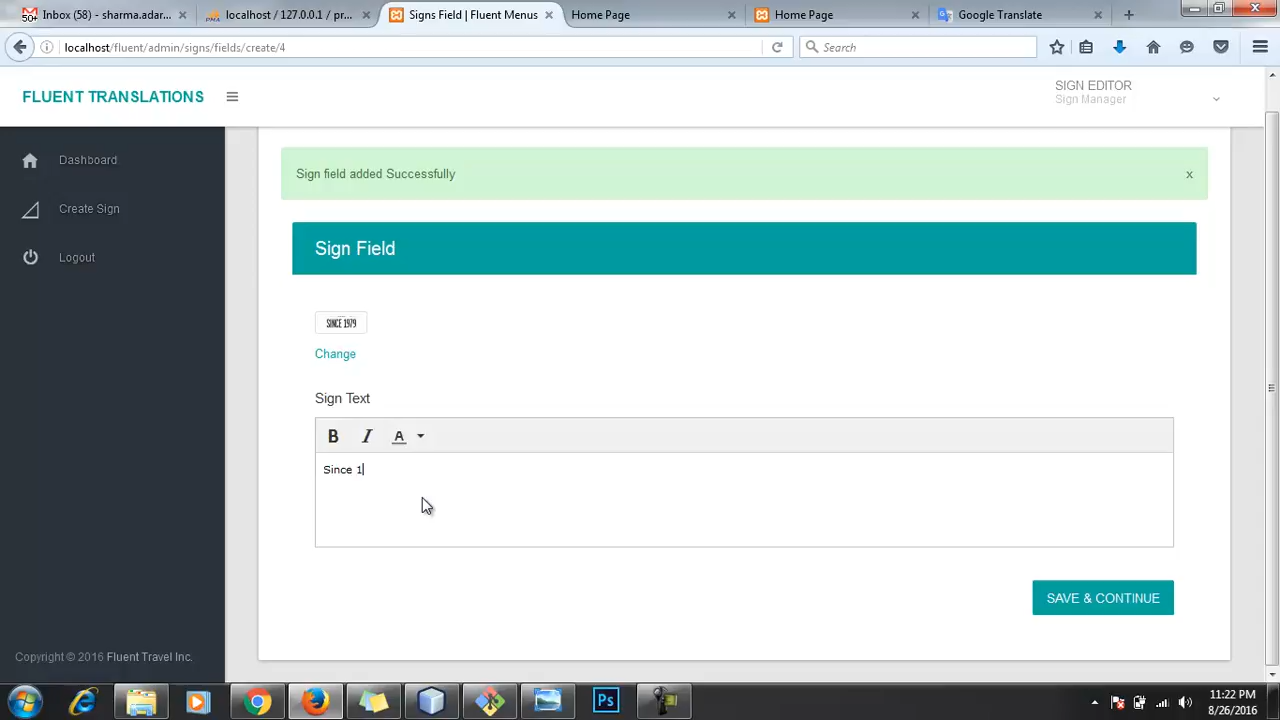 Inbox (58) - sharma.adar...
localhost / 127.0.0.1 / pr...
Signs Field | Fluent Menus
Home Page
Home Page
Google Translate
localhost/fluent/admin/signs/fields/create/4
Search
FLUENT TRANSLATIONS
SIGN EDITOR
Sign Manager
Dashboard
Create Sign
Logout
Sign field added Successfully
x
Sign Field
SINCE 1979
Change
Sign Text
B I A
Since 1
SAVE & CONTINUE
Copyright © 2016 Fluent Travel Inc.
Ps
11:22 PM
8/26/2016